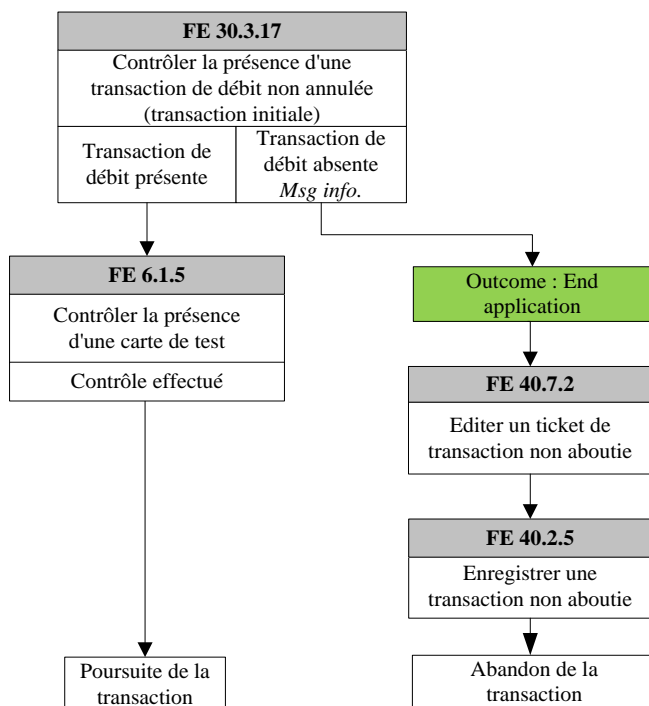 FE 30.3.17
Contrôler la présence d'une
transaction de débit non annulée
(transaction initiale)
Transaction de
débit présente
Transaction de
débit absente
Msg info.
FE 6.1.5
Contrôler la présence
d'une carte de test
Contrôle effectué
Outcome : End
application
FE 40.7.2
Editer un ticket de
transaction non aboutie
FE 40.2.5
Enregistrer une
transaction non aboutie
Poursuite de la
transaction
Abandon de la
transaction